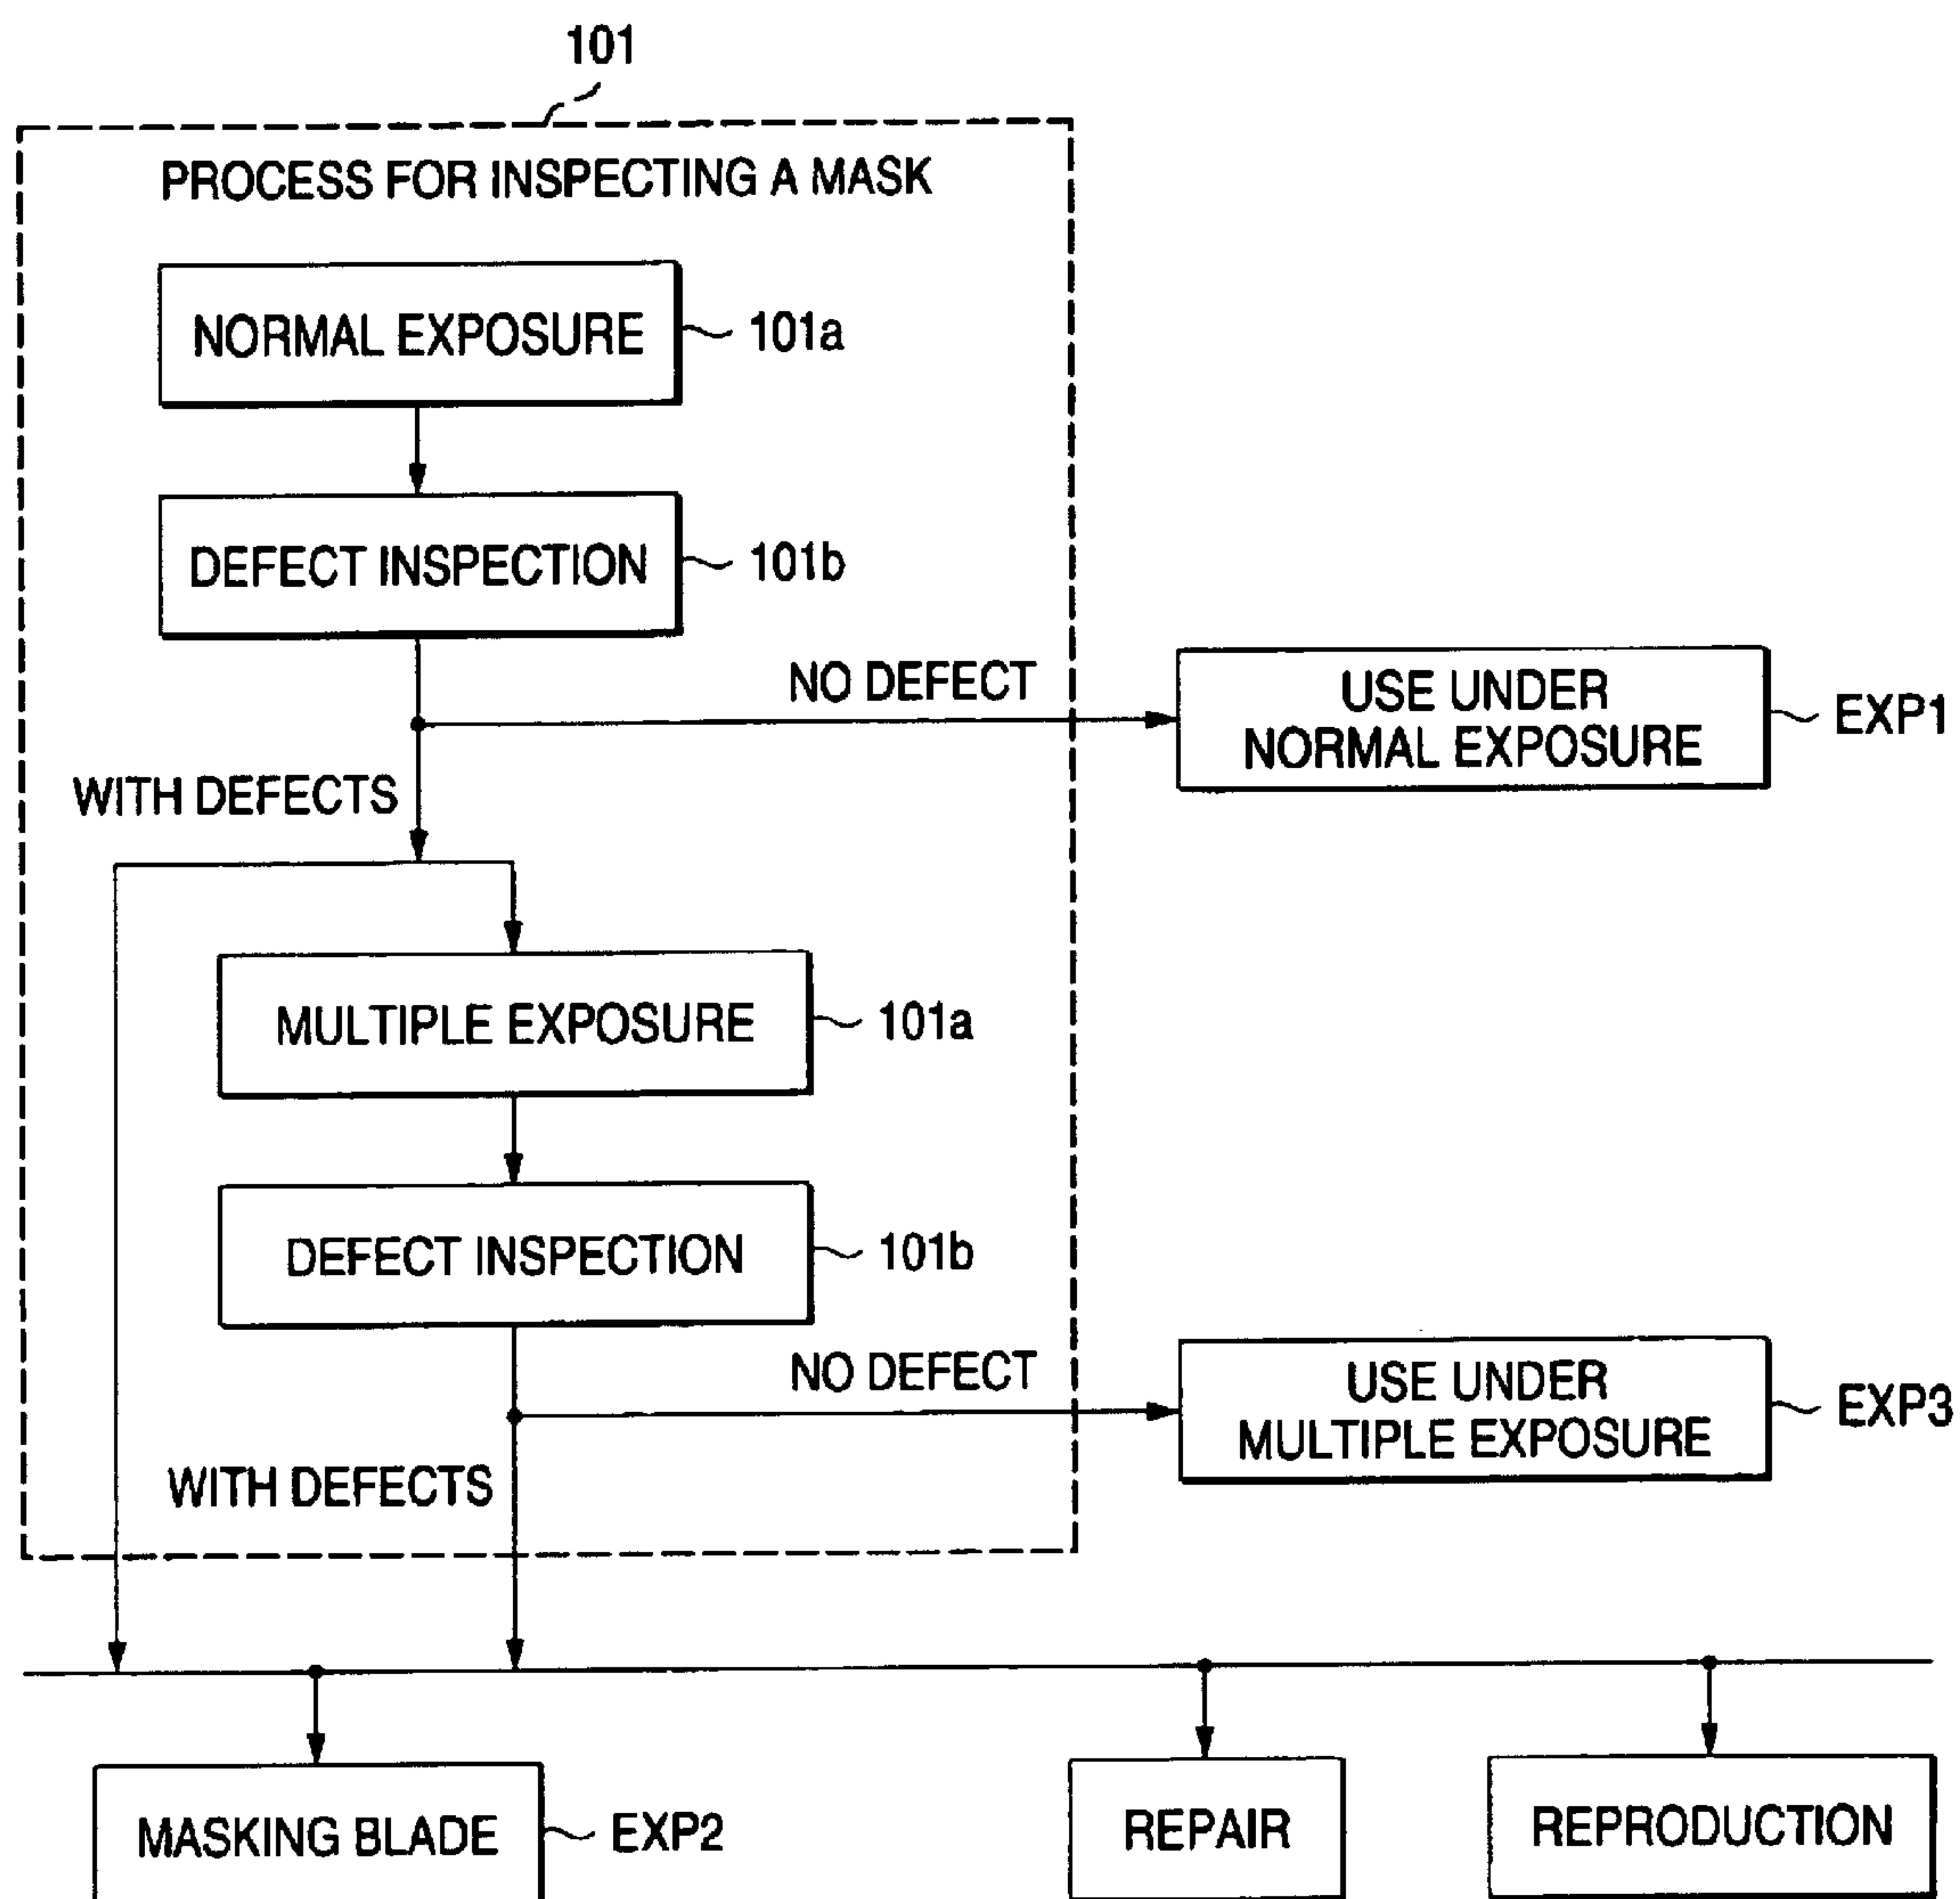 101
PROCESS FOR INSPECTING A MASK
NORMAL EXPOSURE
101a
DEFECT INSPECTION
101b
NO DEFECT
USE UNDER
NORMAL EXPOSURE
EXP1
WITH DEFECTS
MULTIPLE EXPOSURE
101a
DEFECT INSPECTION
101b
NO DEFECT
USE UNDER
MULTIPLE EXPOSURE
EXP3
WITH DEFECTS
MASKING BLADE
EXP2
REPAIR
REPRODUCTION